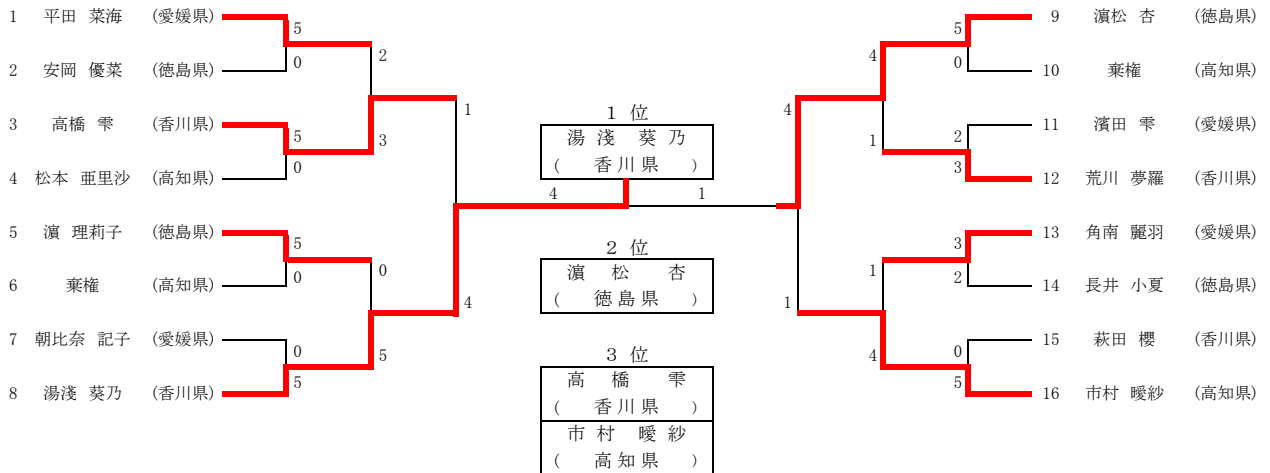 1 平田 菜海 (愛媛県)
5
0
2 安岡 優菜 (徳島県)
2
3 高橋 雫 (香川県)
5
0
3
4 松本 亜里沙 (高知県)
1
5 濵 理莉子 (徳島県)
5
0
6 棄権 (高知県)
0
7 朝比奈 記子 (愛媛県)
0
5
5
8 湯淺 葵乃 (香川県)
4
1 位
湯淺 葵乃
( 香川県 )
4 1
2 位
濵松 杏
( 徳島県 )
3 位
高橋 雫
( 香川県 )
市村 曖紗
( 高知県 )
9 濵松 杏 (徳島県)
5
0
4
10 棄権 (高知県)
4
11 濱田 雫 (愛媛県)
2
3
1
12 荒川 夢羅 (香川県)
13 角南 麗羽 (愛媛県)
3
2
1
14 長井 小夏 (徳島県)
1
15 萩田 櫻 (香川県)
0
5
4
16 市村 曖紗 (高知県)